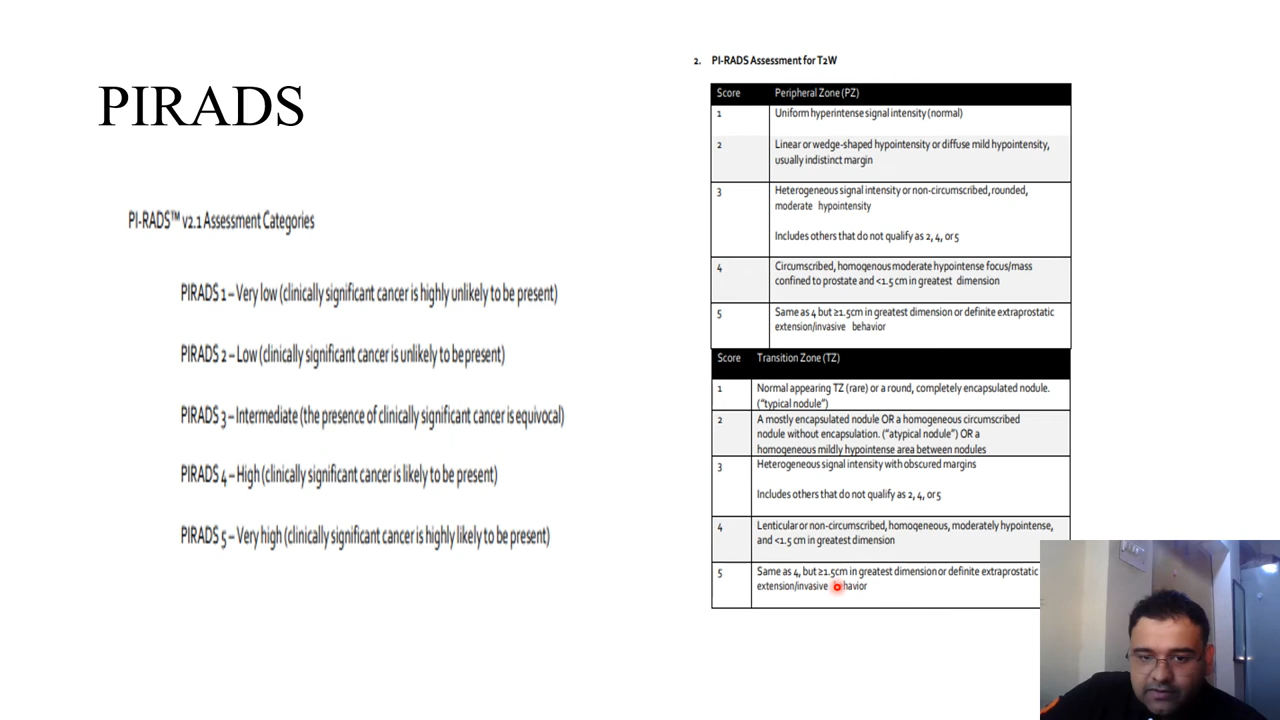 PIRADS
PI-RADS™ v2.1 Assessment Categories
PIRADS 1 – Very low (clinically significant cancer is highly unlikely to be present)
PIRADS 2 – Low (clinically significant cancer is unlikely to be present)
PIRADS 3 – Intermediate (the presence of clinically significant cancer is equivocal)
PIRADS 4 – High (clinically significant cancer is likely to be present)
PIRADS 5 – Very high (clinically significant cancer is highly likely to be present)
2. PI-RADS Assessment for T2W
Score Peripheral Zone (PZ)
1 Uniform hyperintense signal intensity (normal)
2 Linear or wedge-shaped hypointensity or diffuse mild hypointensity,
usually indistinct margin
3 Heterogeneous signal intensity or non-circumscribed, rounded,
moderate hypointensity
Includes others that do not qualify as 2, 4, or 5
4 Circumscribed, homogenous moderate hypointense focus/mass
confined to prostate and <1.5 cm in greatest dimension
5 Same as 4 but ≥1.5cm in greatest dimension or definite extraprostatic
extension/invasive behavior
Score Transition Zone (TZ)
1 Normal appearing TZ (rare) or a round, completely encapsulated nodule.
(“typical nodule”)
2 A mostly encapsulated nodule OR a homogeneous circumscribed
nodule without encapsulation. (“atypical nodule”) OR a
homogeneous mildly hypointense area between nodules
3 Heterogeneous signal intensity with obscured margins
Includes others that do not qualify as 2, 4, or 5
4 Lenticular or non-circumscribed, homogeneous, moderately hypointense,
and <1.5 cm in greatest dimension
5 Same as 4, but ≥1.5cm in greatest dimension or definite extraprostatic
extension/invasive behavior